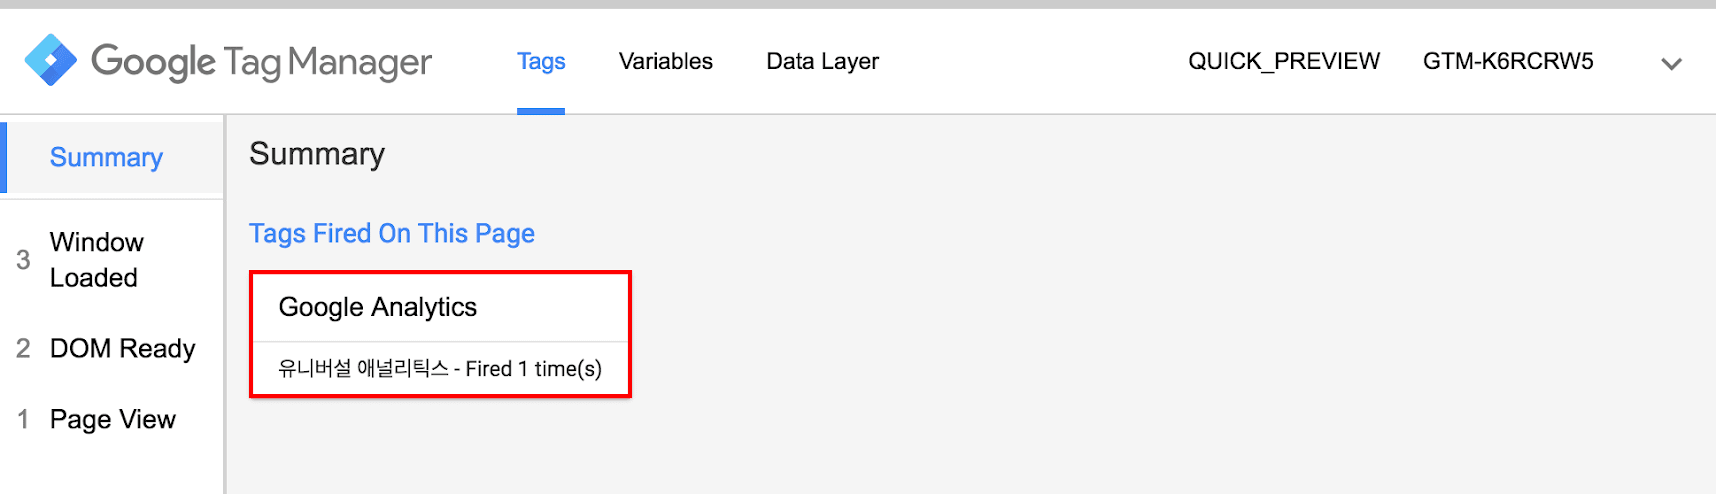 Google Tag Manager
Tags
Variables
Data Layer
QUICK_PREVIEW
GTM-K6RCRW5
Summary
3 Window
Loaded
2 DOM Ready
1 Page View
Summary
Tags Fired On This Page
Google Analytics
유니버설 애널리틱스 - Fired 1 time(s)